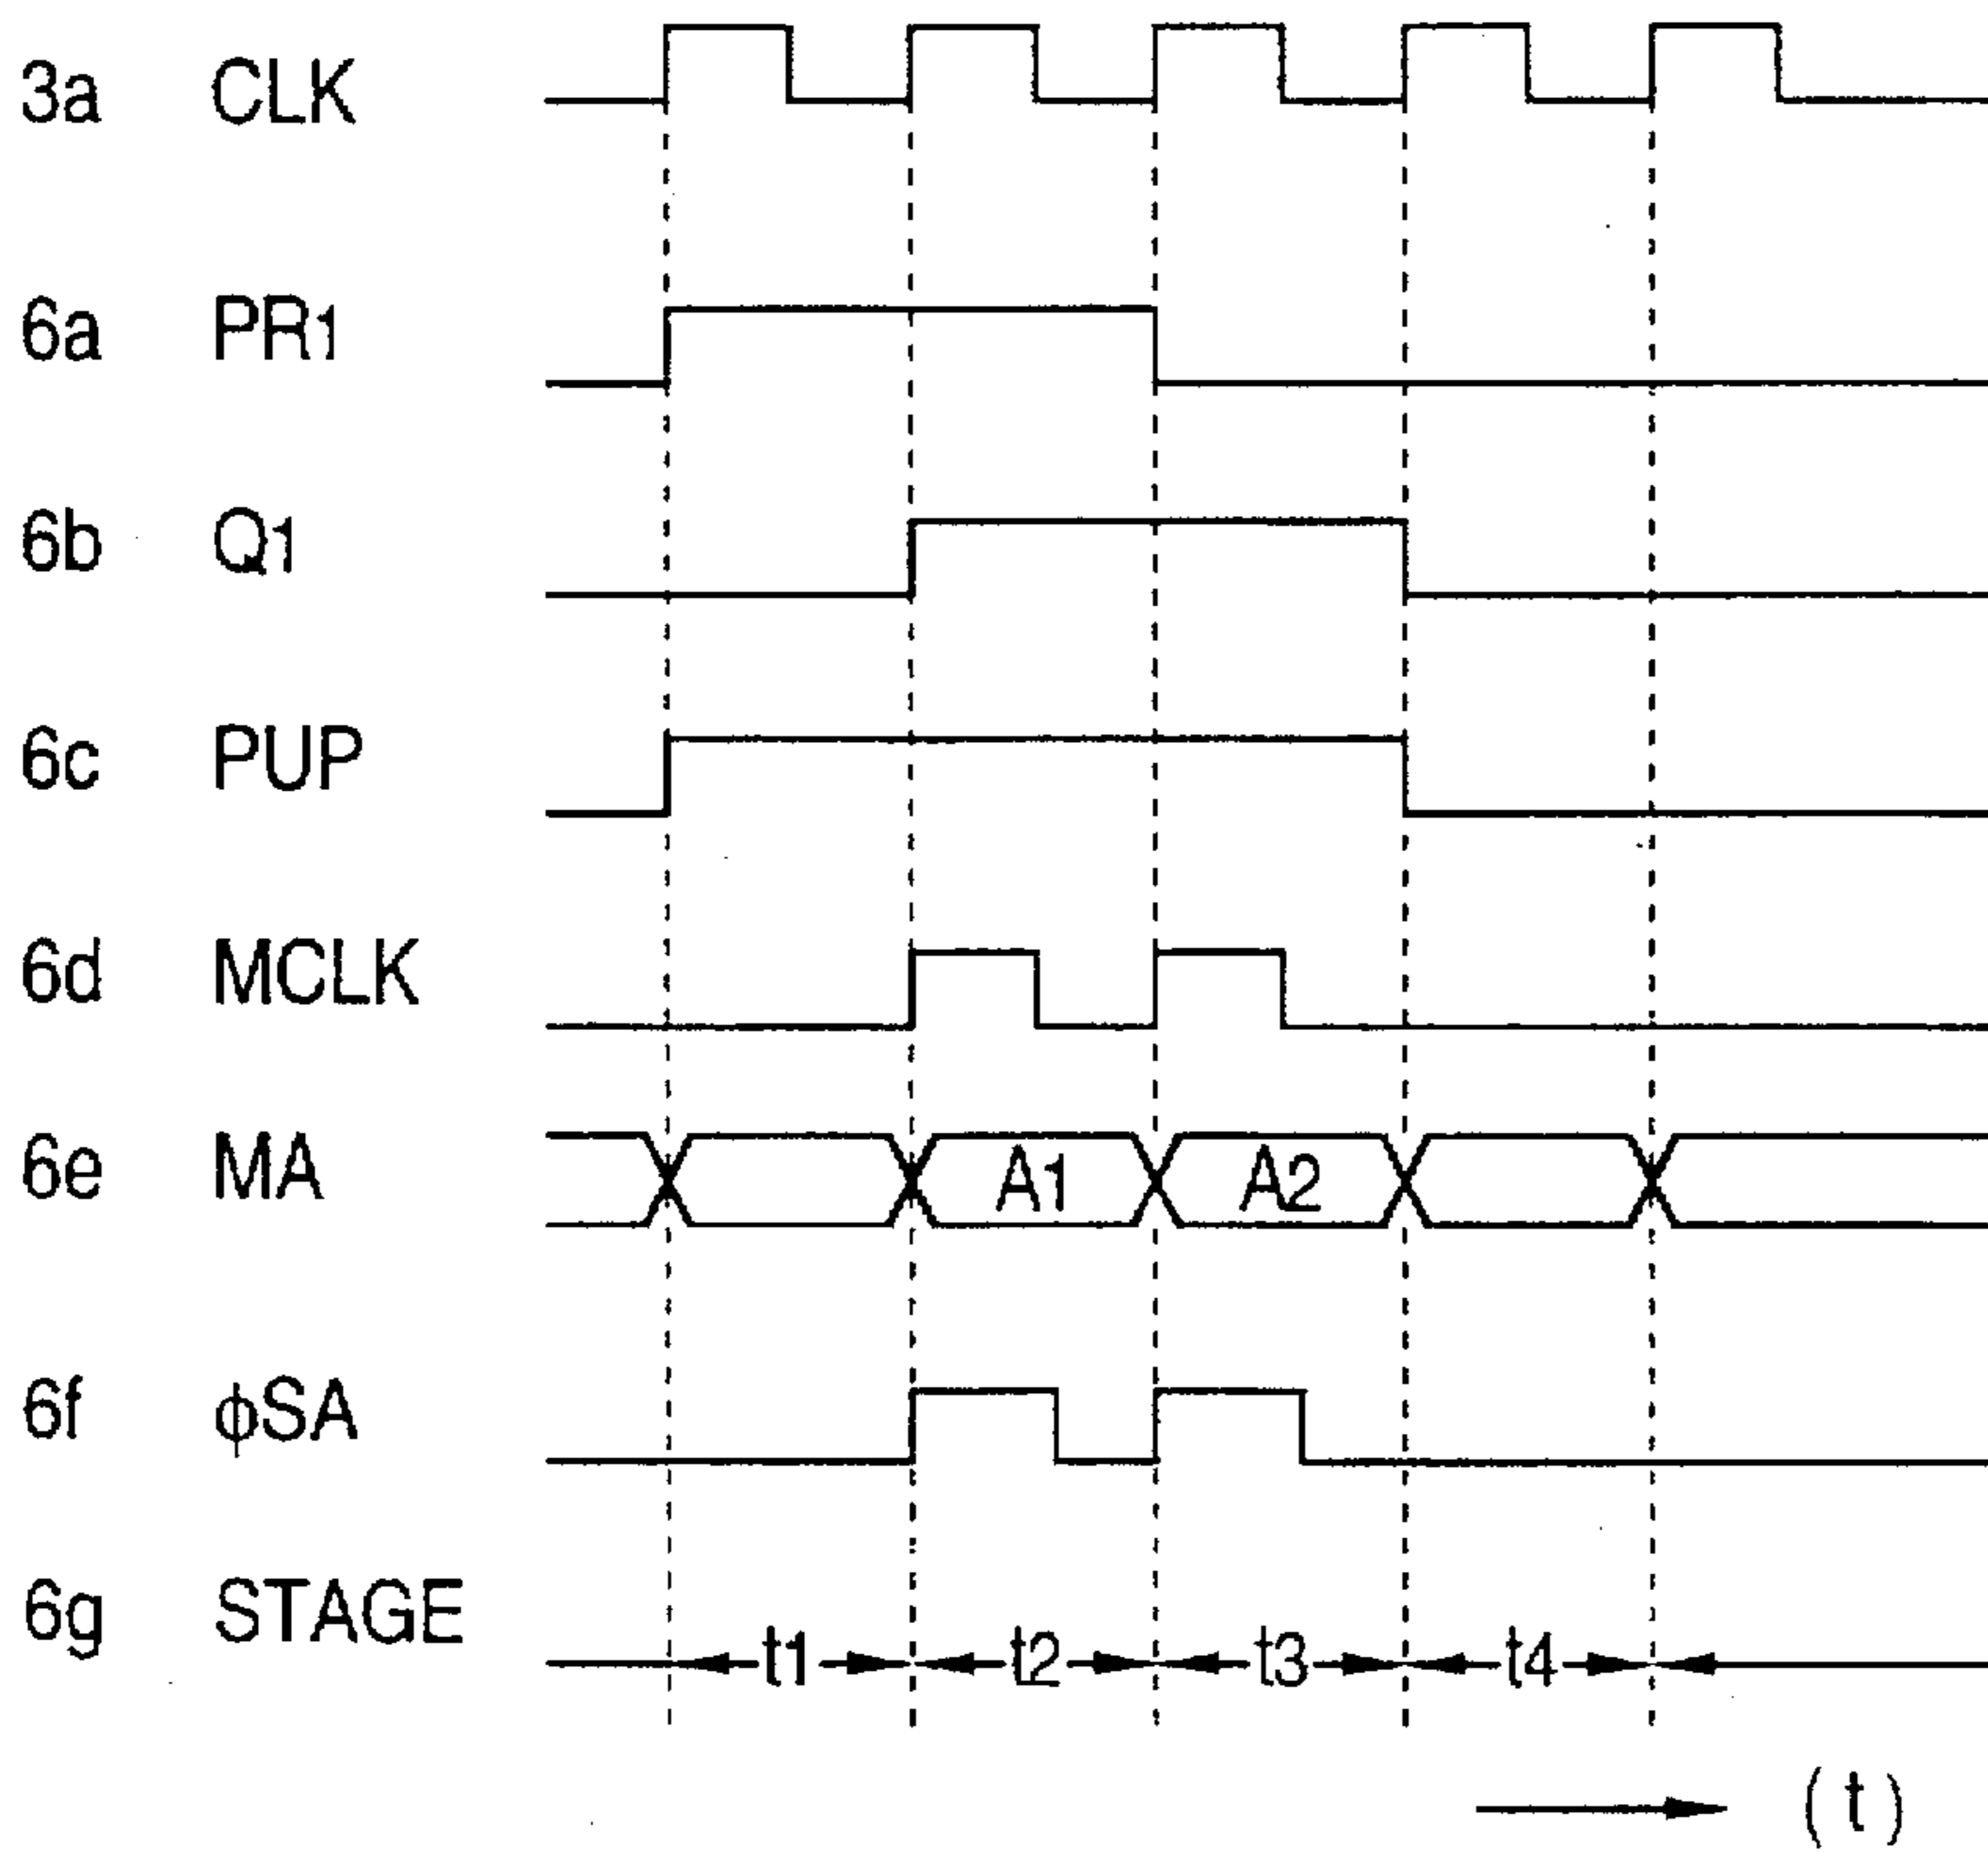 3a CLK
6a PR1
6b Q1
6c PUP
6d MCLK
6e MA A1 A2
6f ϕSA
6g STAGE t1 t2 t3 t4
(t)